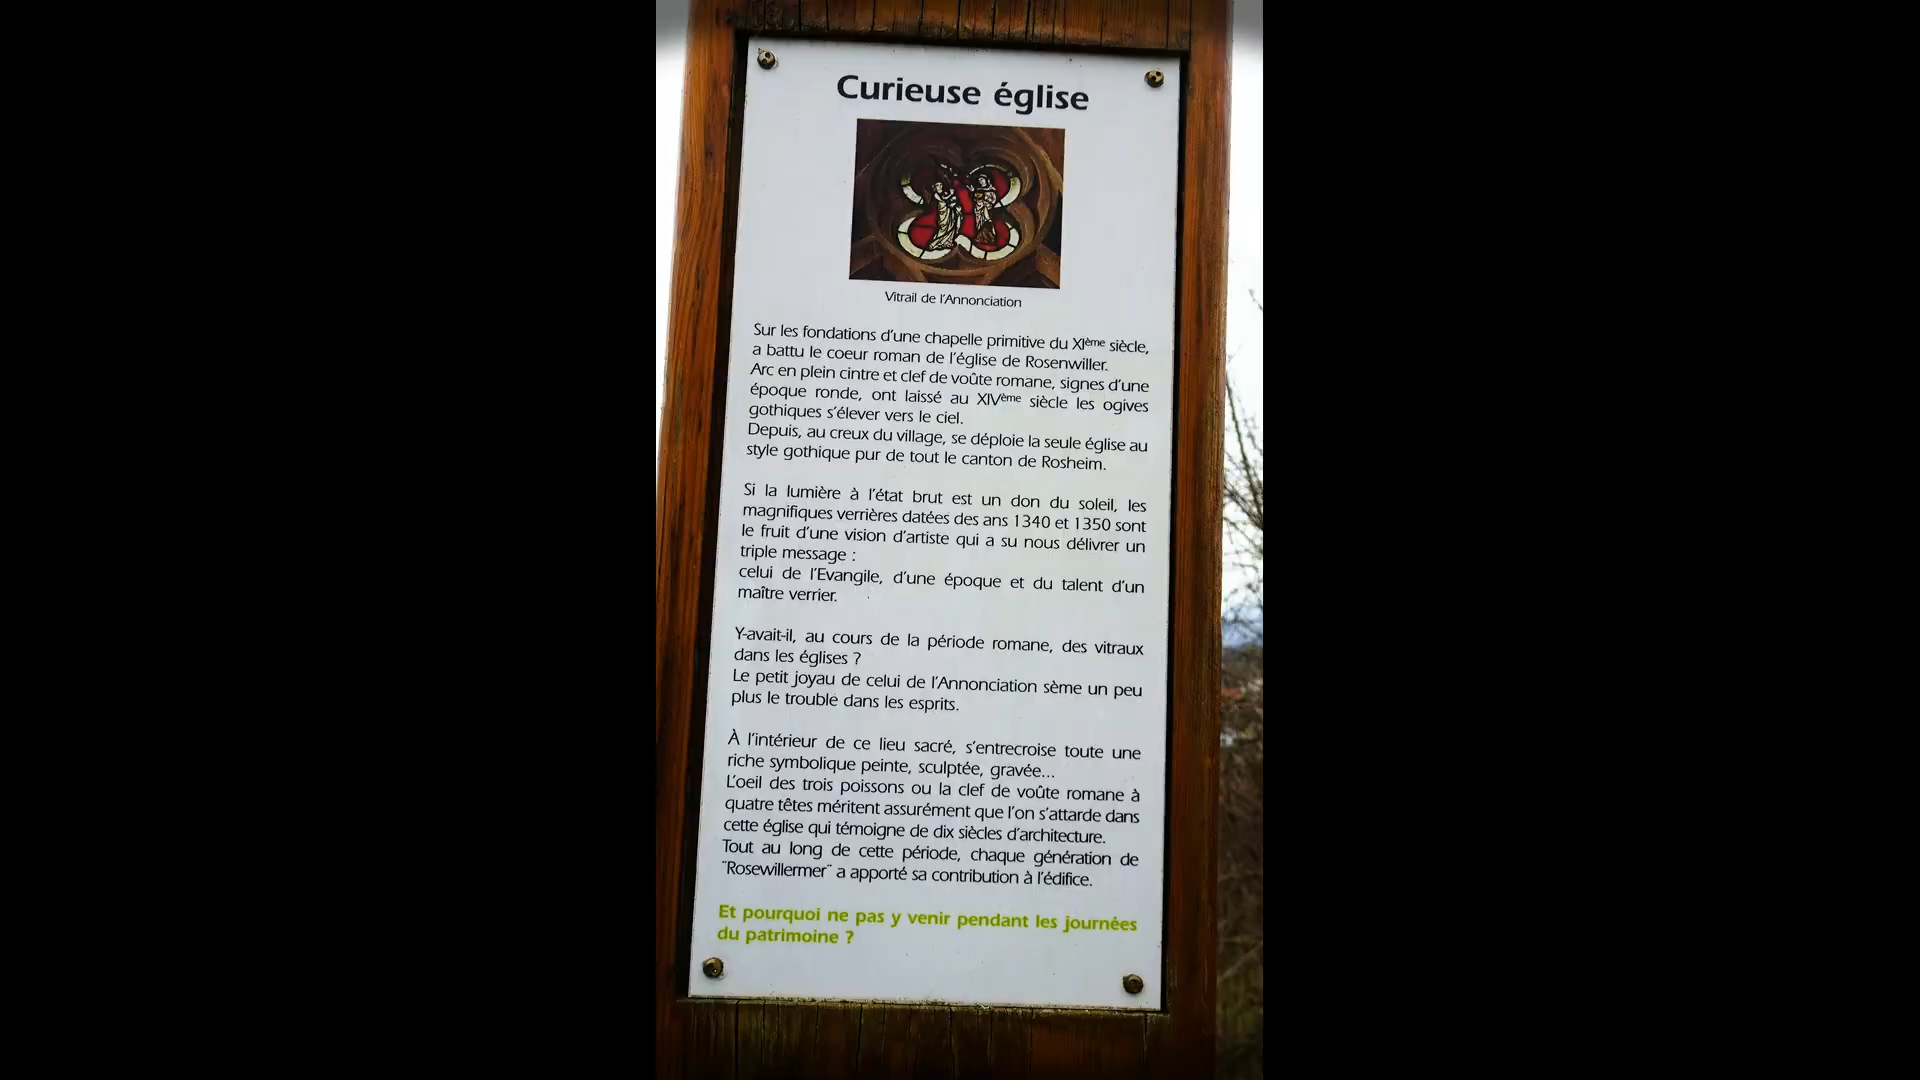 Curieuse église
Vitrail de l'Annonciation
Sur les fondations d'une chapelle primitive du XIème siècle,
a battu le coeur roman de l'église de Rosenwiller.
Arc en plein cintre et clef de voûte romane, signes d'une
époque ronde, ont laissé au XIVème siècle les ogives
gothiques s'élever vers le ciel.
Depuis, au creux du village, se déploie la seule église au
style gothique pur de tout le canton de Rosheim.
Si la lumière à l'état brut est un don du soleil, les
magnifiques verrières datées des ans 1340 et 1350 sont
le fruit d'une vision d'artiste qui a su nous délivrer un
triple message :
celui de l'Evangile, d'une époque et du talent d'un
maître verrier.
Y-avait-il, au cours de la période romane, des vitraux
dans les églises ?
Le petit joyau de celui de l'Annonciation sème un peu
plus le trouble dans les esprits.
À l'intérieur de ce lieu sacré, s'entrecroise toute une
riche symbolique peinte, sculptée, gravée...
L'oeil des trois poissons ou la clef de voûte romane à
quatre têtes méritent assurément que l'on s'attarde dans
cette église qui témoigne de dix siècles d'architecture.
Tout au long de cette période, chaque génération de
¨Rosewillermer¨ a apporté sa contribution à l'édifice.
Et pourquoi ne pas y venir pendant les journées
du patrimoine ?